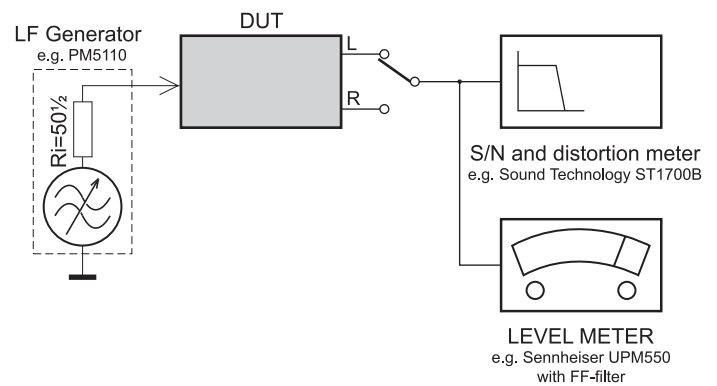 DUT
LF Generator
e.g. PM5110
Ri=50½
L
R
S/N and distortion meter
e.g. Sound Technology ST1700B
LEVEL METER
e.g. Sennheiser UPM550
with FF-filter